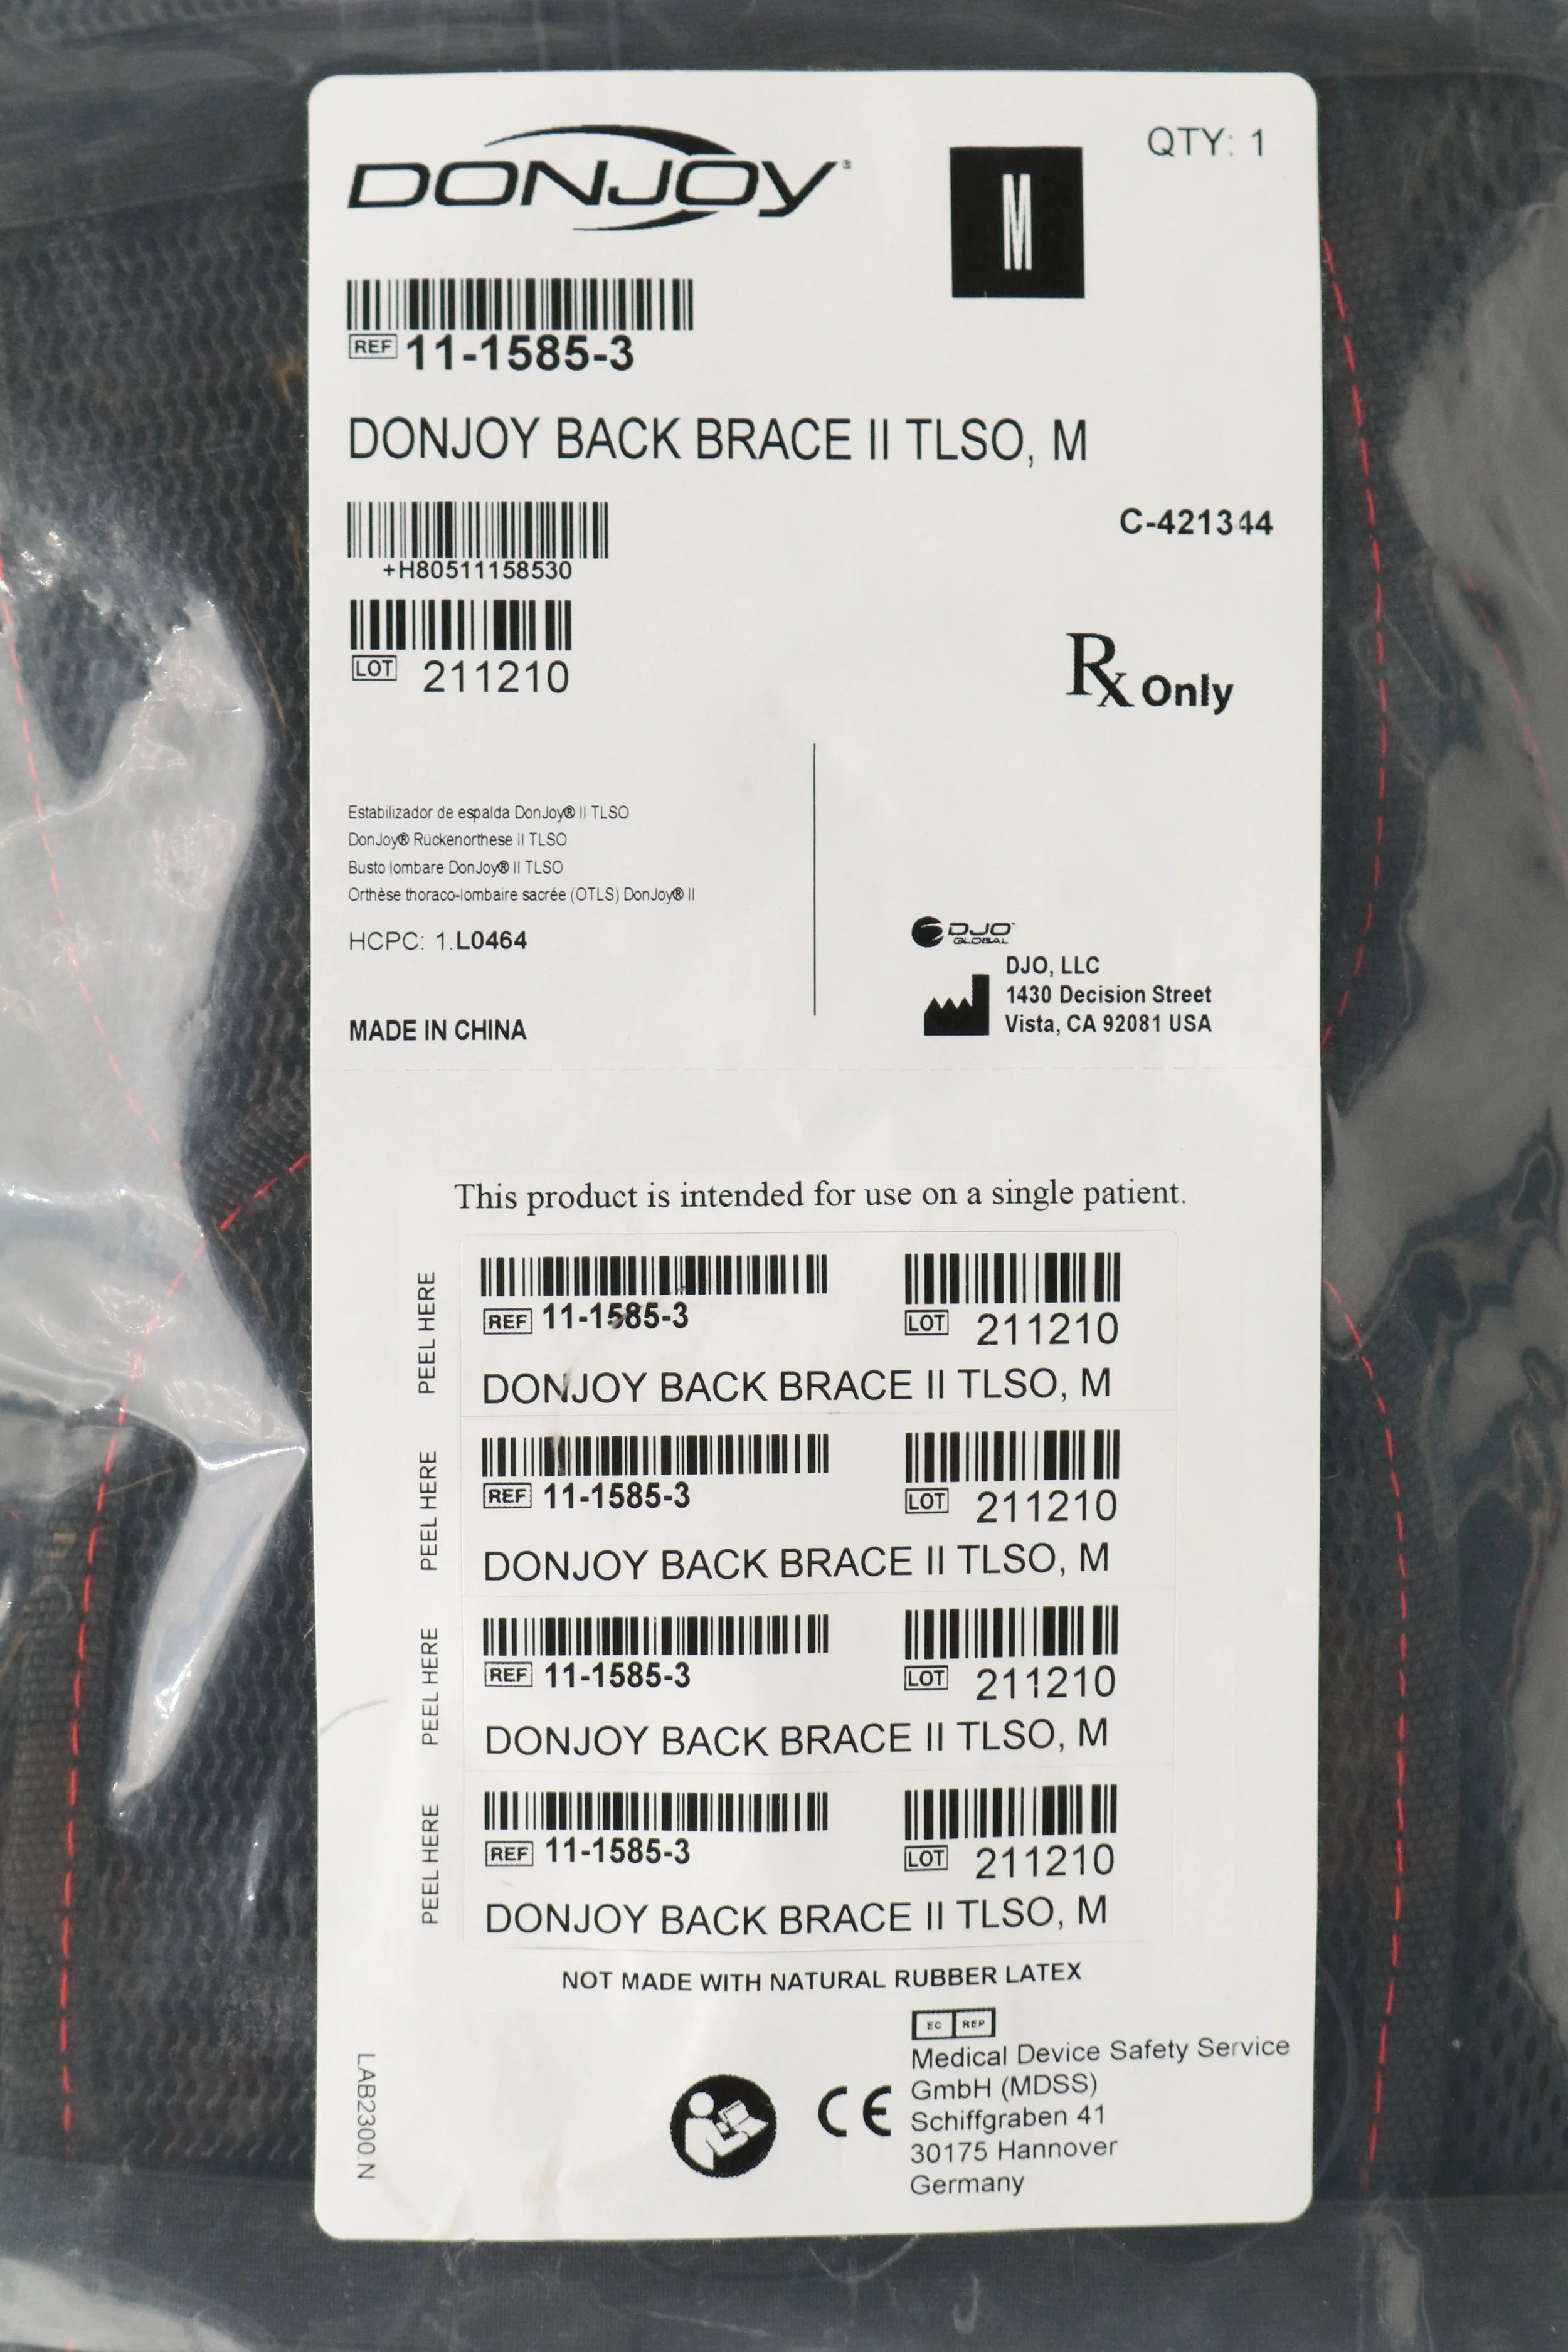 DONJOY®
M
QTY: 1
REF 11-1585-3
DONJOY BACK BRACE II TLSO, M
C-421344
+H80511158530
LOT 211210
Rx Only
Estabilizador de espalda DonJoy® II TLSO
DonJoy® Rückenorthese II TLSO
Busto lombare DonJoy® II TLSO
Orthèse thoraco-lombaire sacrée (OTLS) DonJoy® II
HCPC: 1.L0464
MADE IN CHINA
DJO
GLOBAL
DJO, LLC
1430 Decision Street
Vista, CA 92081 USA
This product is intended for use on a single patient.
PEEL HERE
REF 11-1585-3
LOT 211210
DONJOY BACK BRACE II TLSO, M
PEEL HERE
REF 11-1585-3
LOT 211210
DONJOY BACK BRACE II TLSO, M
PEEL HERE
REF 11-1585-3
LOT 211210
DONJOY BACK BRACE II TLSO, M
PEEL HERE
REF 11-1585-3
LOT 211210
DONJOY BACK BRACE II TLSO, M
NOT MADE WITH NATURAL RUBBER LATEX
LAB2300.N
CE
EC REP
Medical Device Safety Service
GmbH (MDSS)
Schiffgraben 41
30175 Hannover
Germany